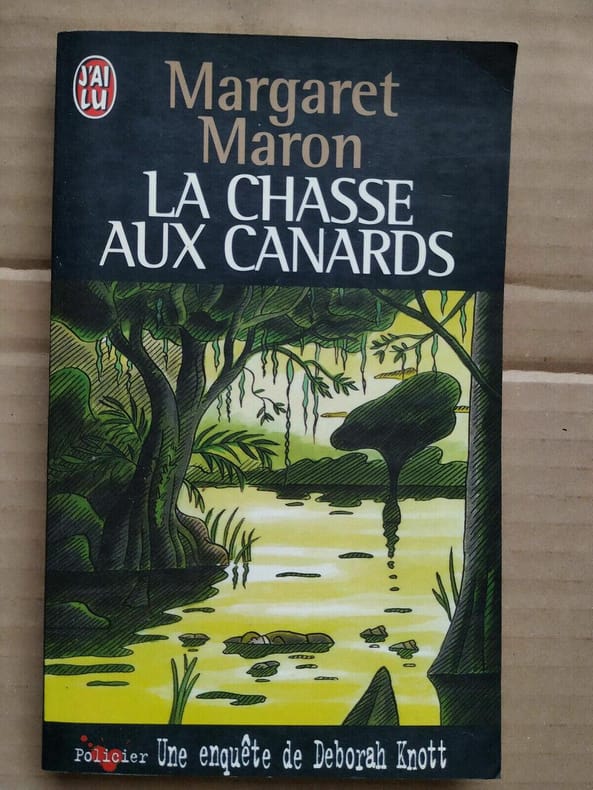 J'AI
LU
Margaret
Maron
LA CHASSE
AUX CANARDS
Policier Une enquête de Deborah Knott